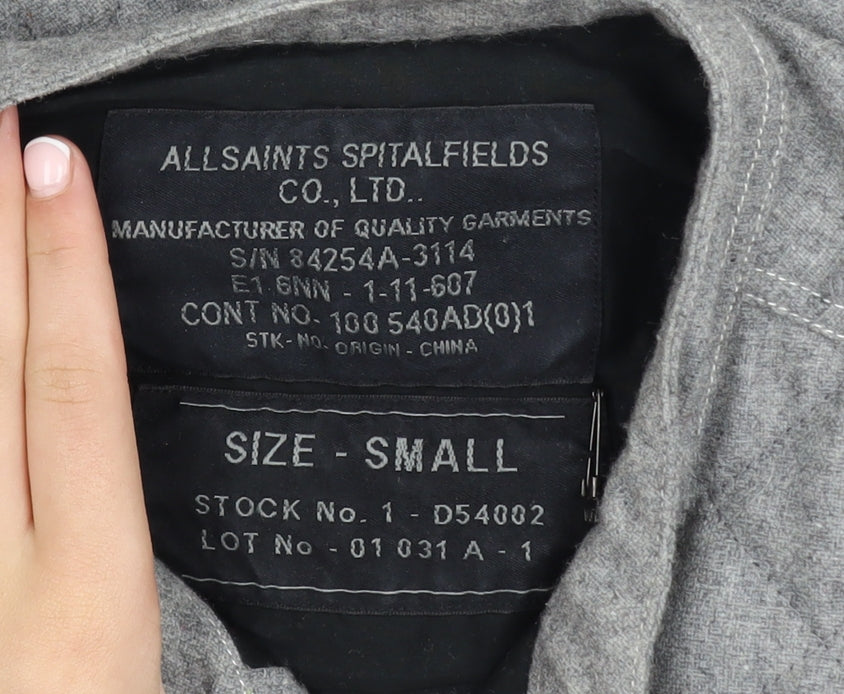 ALLSAINTS SPITALFIELDS
CO., LTD..
MANUFACTURER OF QUALITY GARMENTS
S/N 84254A-3114
E1 6NN - 1-11-607
CONT NO- 100 540AD(0)1
STK- NO. ORIGIN - CHINA
SIZE - SMALL
STOCK No. 1 - D54002
LOT No - 01 031 A - 1